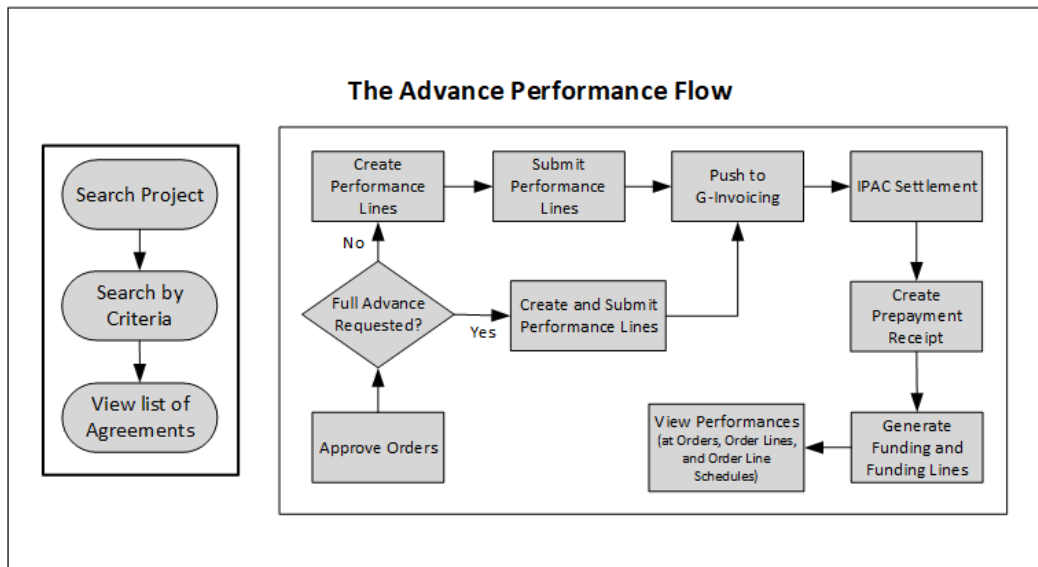 The Advance Performance Flow
Search Project
Search by
Criteria
View list of
Agreements
Create
Performance
Lines
Submit
Performance
Lines
Push to
G-Invoicing
IPAC Settlement
No
Full Advance
Requested?
Yes
Create and Submit
Performance Lines
Create
Prepayment
Receipt
Approve Orders
View Performances
(at Orders, Order Lines,
and Order Line
Schedules)
Generate
Funding and
Funding Lines